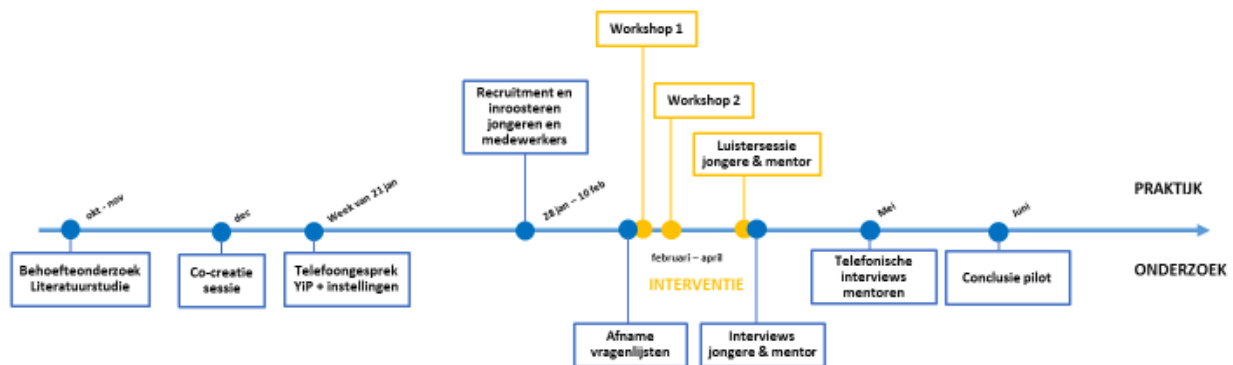 Workshop 1
Recruitment en
inroosteren
jongeren en
medewerkers
Workshop 2
Luistersessie
jongere & mentor
okt - nov
dec
Week van 21 jan
28 jan – 10 feb
Mei
Juni
PRAKTIJK
februari – april
INTERVENTIE
ONDERZOEK
Behoefteonderzoek
Literatuurstudie
Co-creatie
sessie
Telefoongesprek
YiP + instellingen
Telefonische
interviews
mentoren
Conclusie pilot
Afname
vragenlijsten
Interviews
jongere & mentor